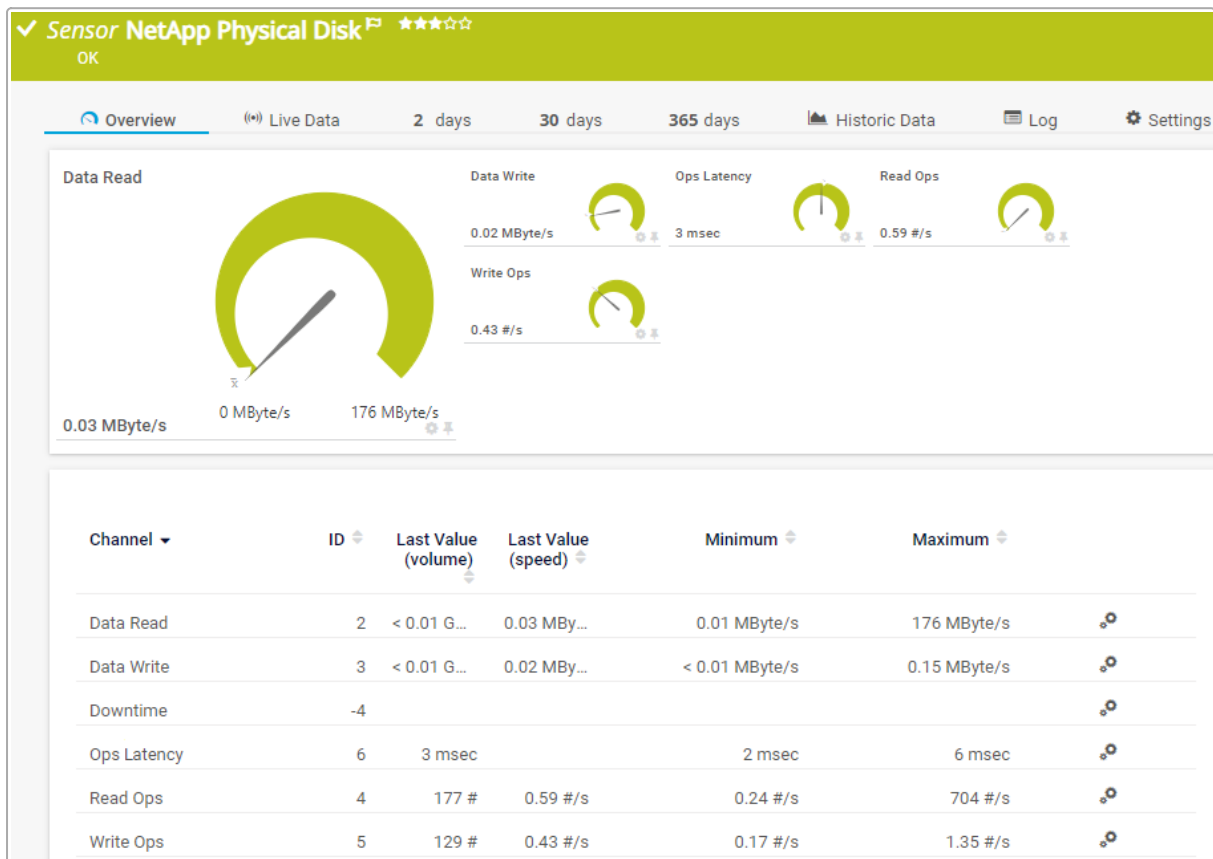 Sensor NetApp Physical Disk
OK
Overview
Live Data
2 days
30 days
365 days
Historic Data
Log
Settings
Data Read
0 MByte/s
176 MByte/s
0.03 MByte/s
x̄
Data Write
0.02 MByte/s
Ops Latency
3 msec
Read Ops
0.59 #/s
Write Ops
0.43 #/s
Channel ID Last Value (volume) Last Value (speed) Minimum Maximum
Data Read 2 < 0.01 G... 0.03 MBy... 0.01 MByte/s 176 MByte/s
Data Write 3 < 0.01 G... 0.02 MBy... < 0.01 MByte/s 0.15 MByte/s
Downtime -4
Ops Latency 6 3 msec 2 msec 6 msec
Read Ops 4 177 # 0.59 #/s 0.24 #/s 704 #/s
Write Ops 5 129 # 0.43 #/s 0.17 #/s 1.35 #/s